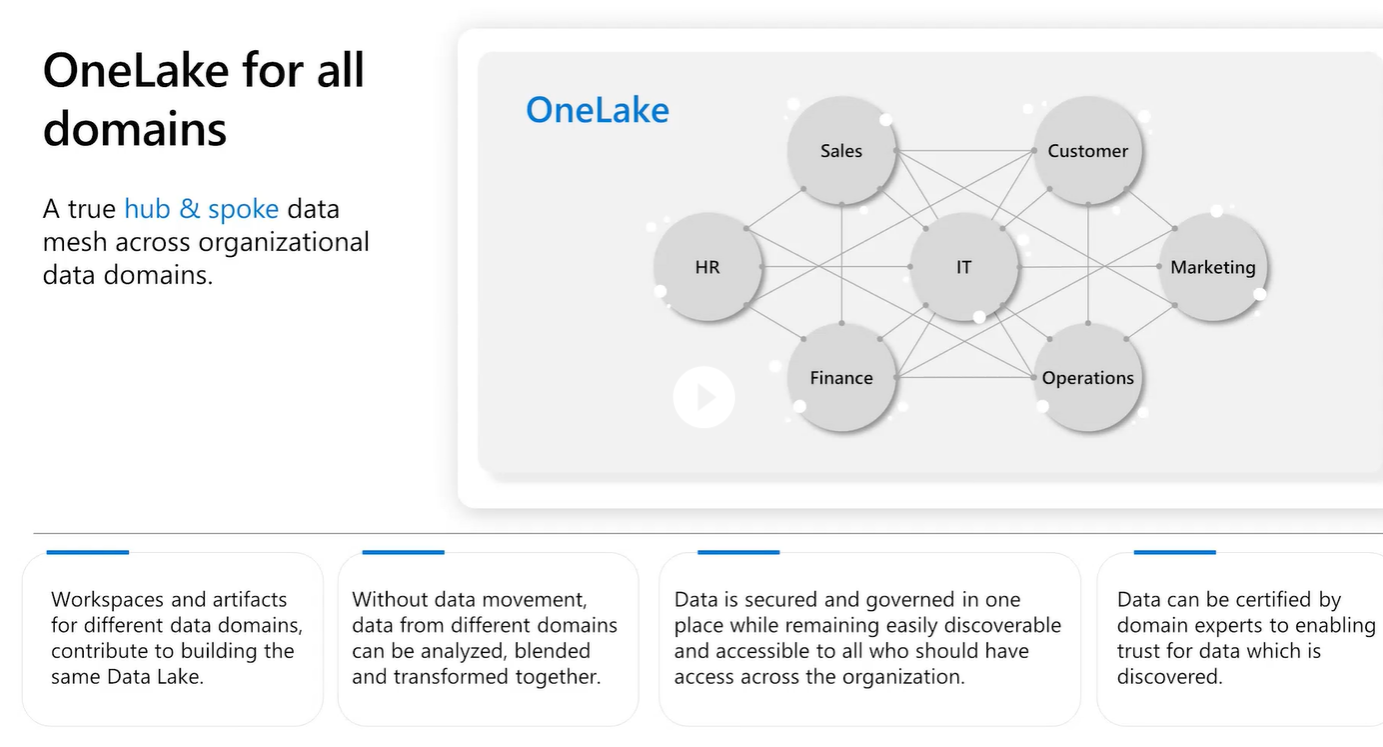 OneLake for all
domains
A true hub & spoke data
mesh across organizational
data domains.
OneLake
Sales
Customer
HR
IT
Marketing
Finance
Operations
Workspaces and artifacts
for different data domains,
contribute to building the
same Data Lake.
Without data movement,
data from different domains
can be analyzed, blended
and transformed together.
Data is secured and governed in one
place while remaining easily discoverable
and accessible to all who should have
access across the organization.
Data can be certified by
domain experts to enabling
trust for data which is
discovered.